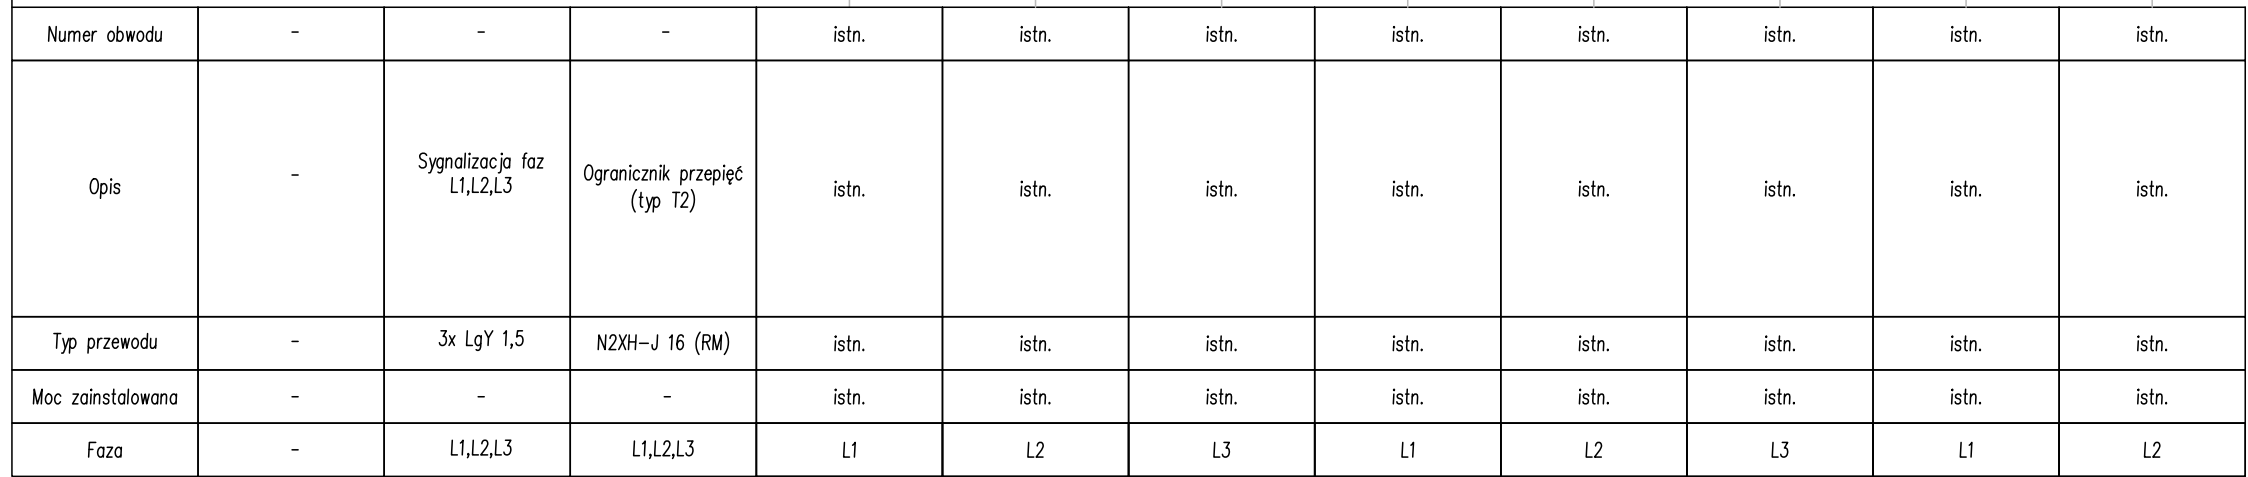 Numer obwodu - - - istn. istn. istn. istn. istn. istn. istn. istn.
Opis - Sygnalizacja faz L1,L2,L3 Ogranicznik przepięć (typ T2) istn. istn. istn. istn. istn. istn. istn. istn.
Typ przewodu - 3x LgY 1,5 N2XH-J 16 (RM) istn. istn. istn. istn. istn. istn. istn. istn.
Moc zainstalowana - - - istn. istn. istn. istn. istn. istn. istn. istn.
Faza - L1,L2,L3 L1,L2,L3 L1 L2 L3 L1 L2 L3 L1 L2